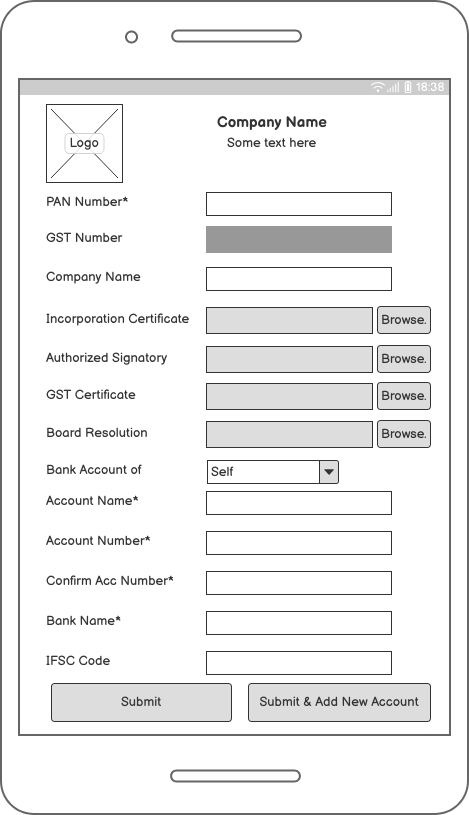 18:38
Logo
Company Name
Some text here
PAN Number*
GST Number
Company Name
Incorporation Certificate Browse.
Authorized Signatory Browse.
GST Certificate Browse.
Board Resolution Browse.
Bank Account of Self
Account Name*
Account Number*
Confirm Acc Number*
Bank Name*
IFSC Code
Submit Submit & Add New Account